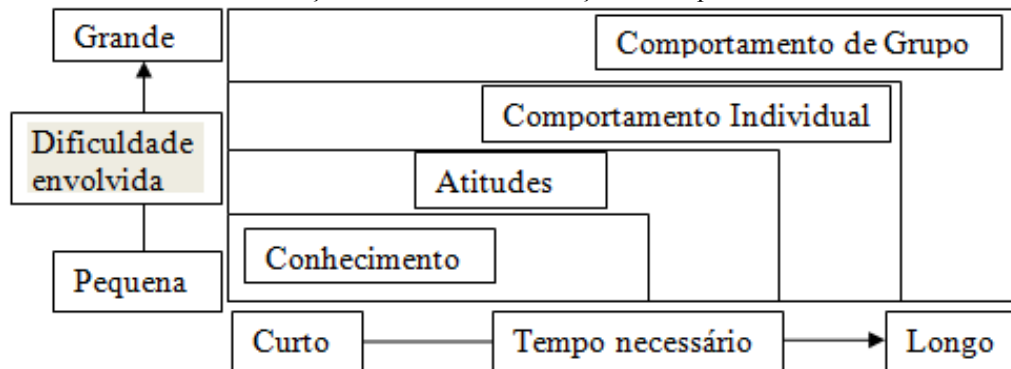 Grande
Comportamento de Grupo
Comportamento Individual
Dificuldade
envolvida
Atitudes
Conhecimento
Pequena
Curto
Tempo necessário
Longo